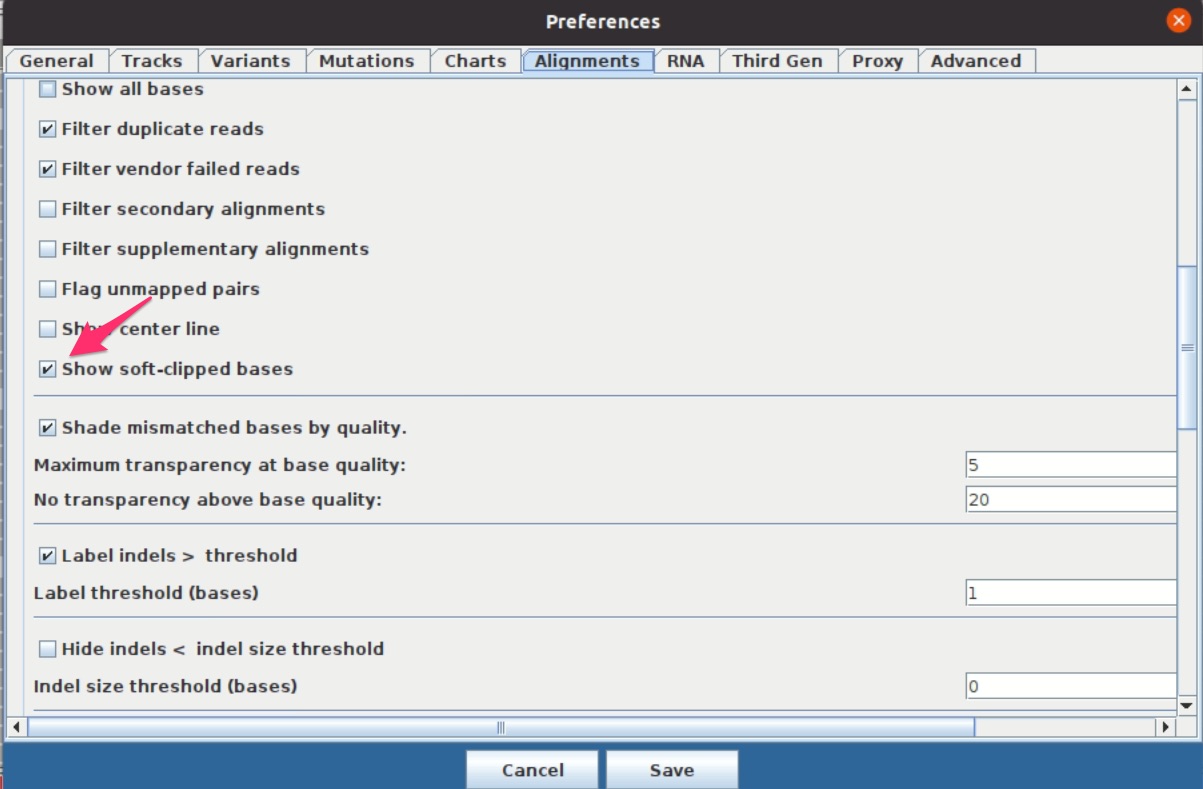 Preferences
General Tracks Variants Mutations Charts Alignments RNA Third Gen Proxy Advanced
Show all bases
Filter duplicate reads
Filter vendor failed reads
Filter secondary alignments
Filter supplementary alignments
Flag unmapped pairs
Show center line
Show soft-clipped bases
Shade mismatched bases by quality.
Maximum transparency at base quality: 5
No transparency above base quality: 20
Label indels > threshold
Label threshold (bases) 1
Hide indels < indel size threshold
Indel size threshold (bases) 0
Cancel Save